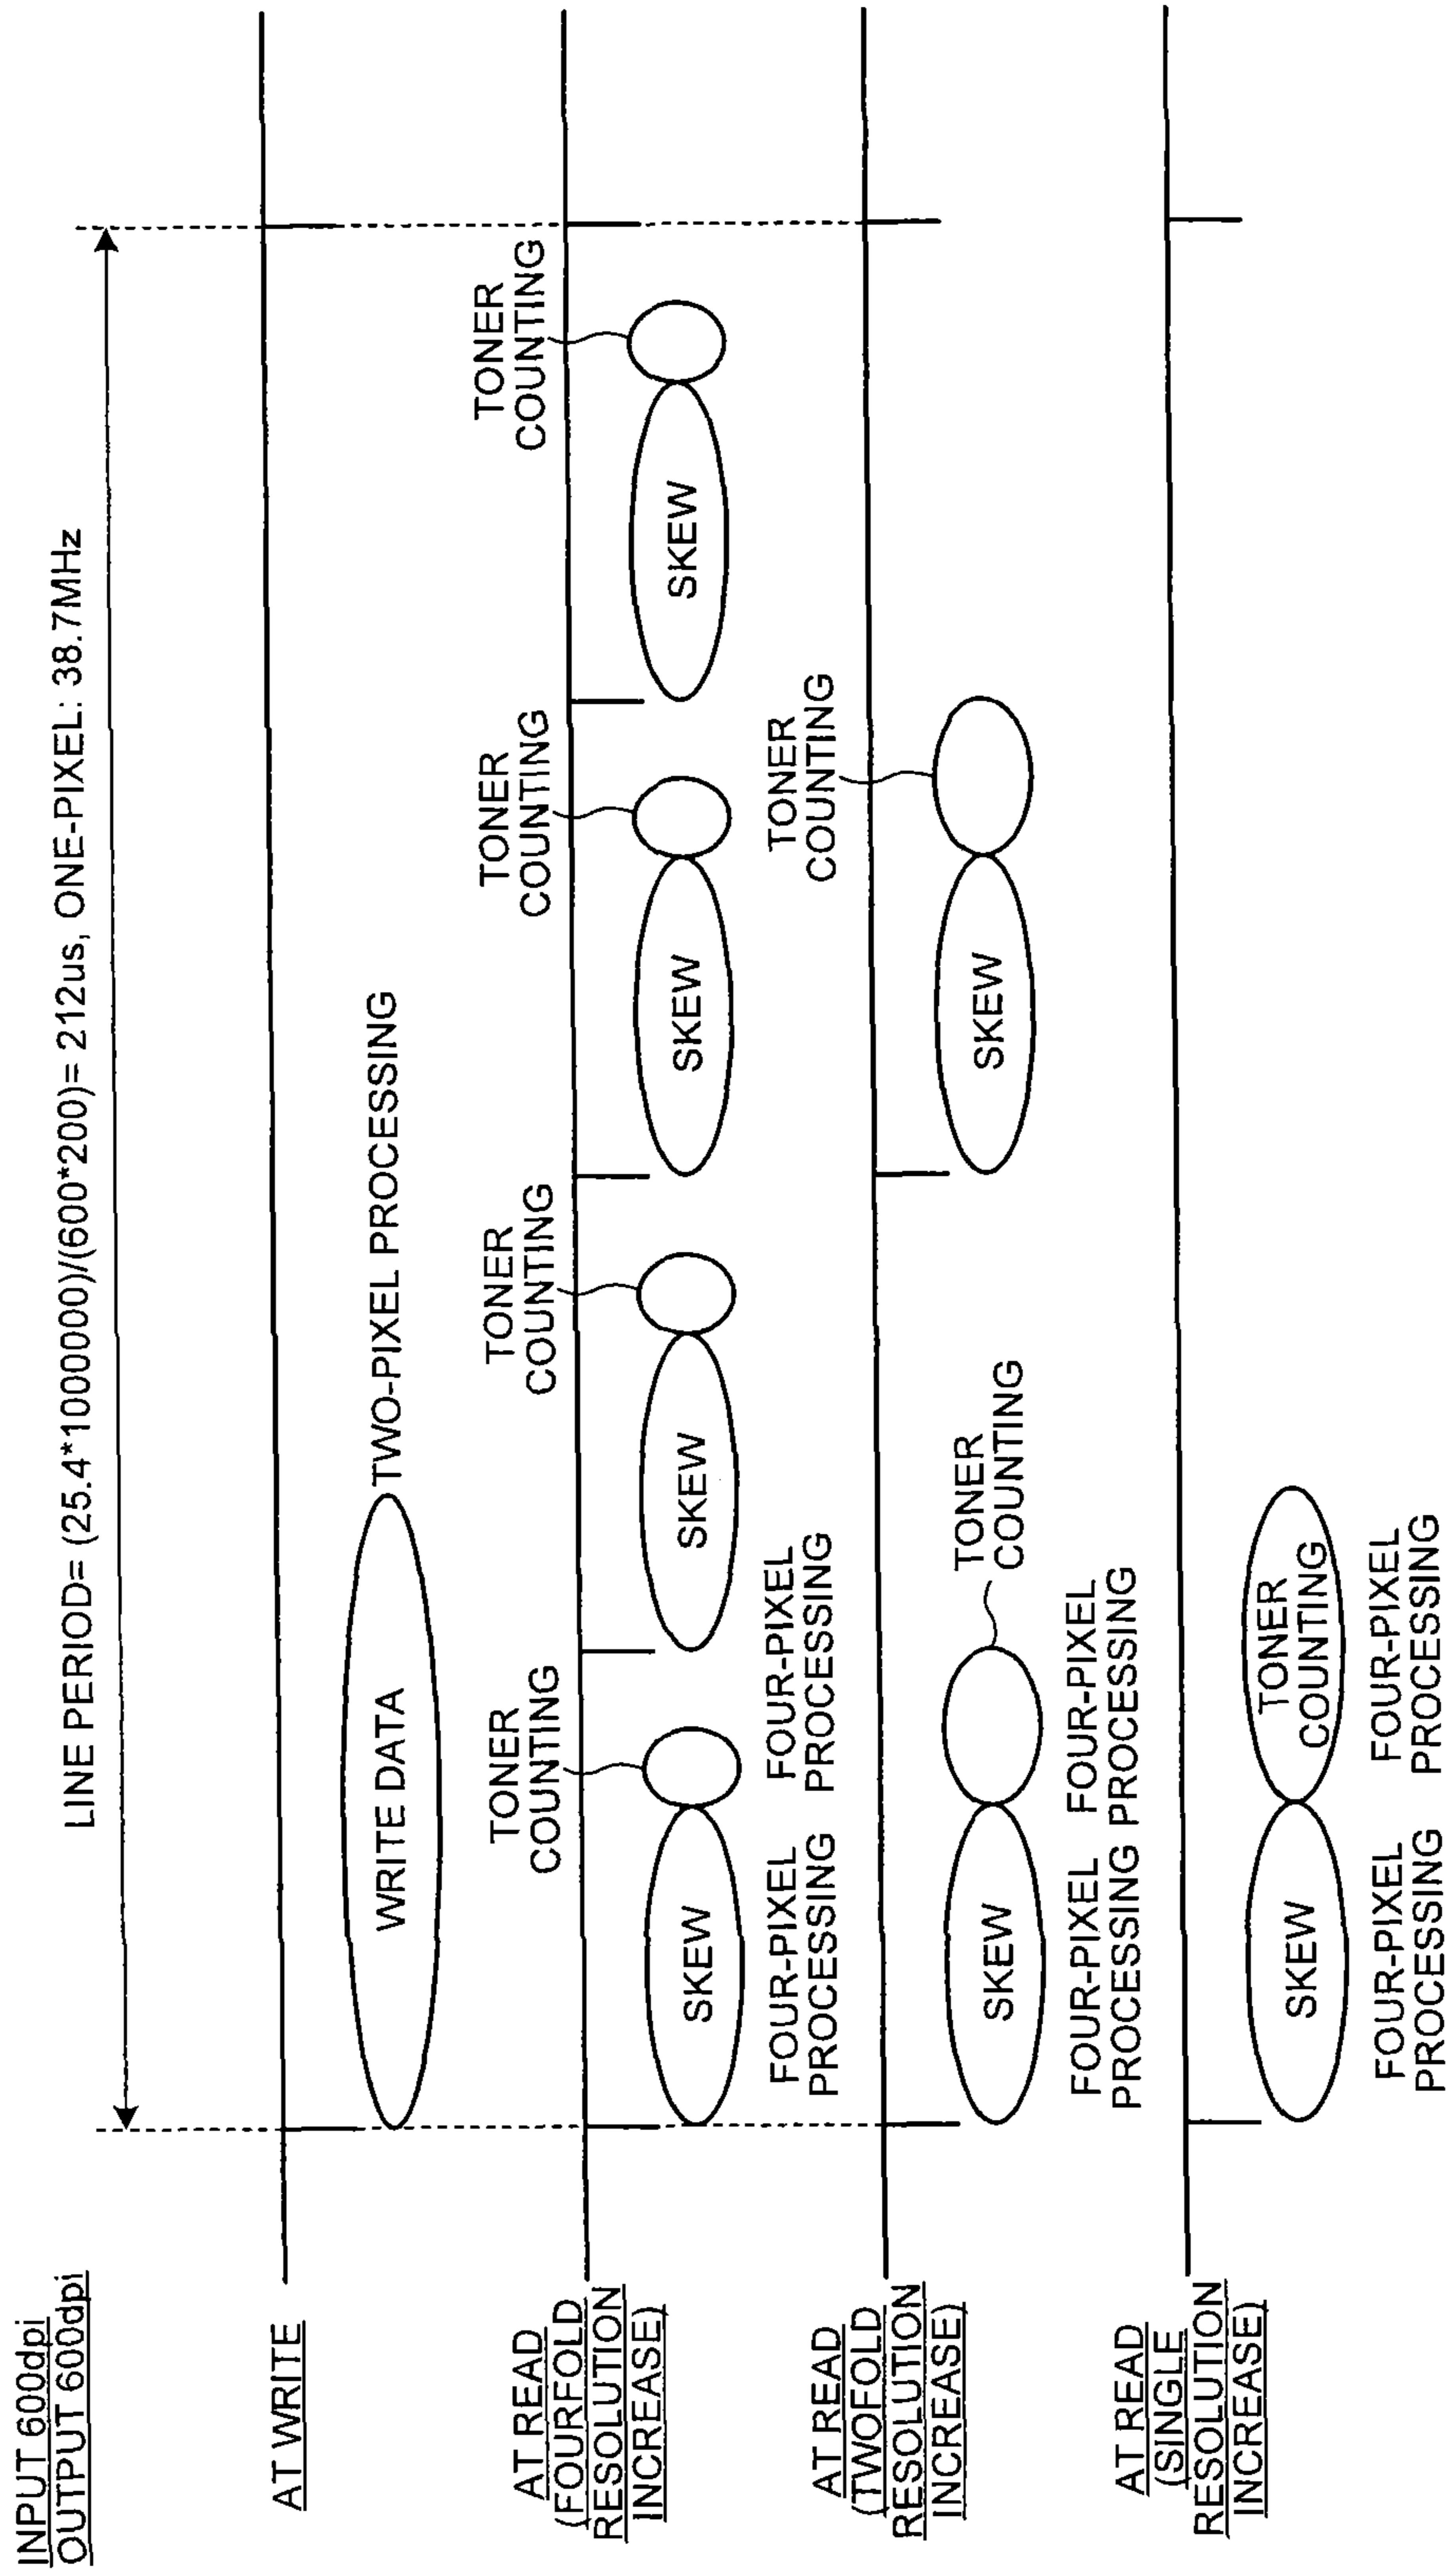 INPUT 600dpi
OUTPUT 600dpi
LINE PERIOD= (25.4*1000000)/(600*200)= 212us, ONE-PIXEL: 38.7MHz
AT WRITE
WRITE DATA
TWO-PIXEL PROCESSING
AT READ
(FOURFOLD
RESOLUTION
INCREASE)
TONER
COUNTING
TONER
COUNTING
TONER
COUNTING
TONER
COUNTING
SKEW
SKEW
SKEW
SKEW
FOUR-PIXEL
PROCESSING
FOUR-PIXEL
PROCESSING
AT READ
(TWOFOLD
RESOLUTION
INCREASE)
TONER
COUNTING
TONER
COUNTING
SKEW
SKEW
FOUR-PIXEL
PROCESSING
FOUR-PIXEL
PROCESSING
AT READ
(SINGLE
RESOLUTION
INCREASE)
SKEW
TONER
COUNTING
FOUR-PIXEL
PROCESSING
FOUR-PIXEL
PROCESSING